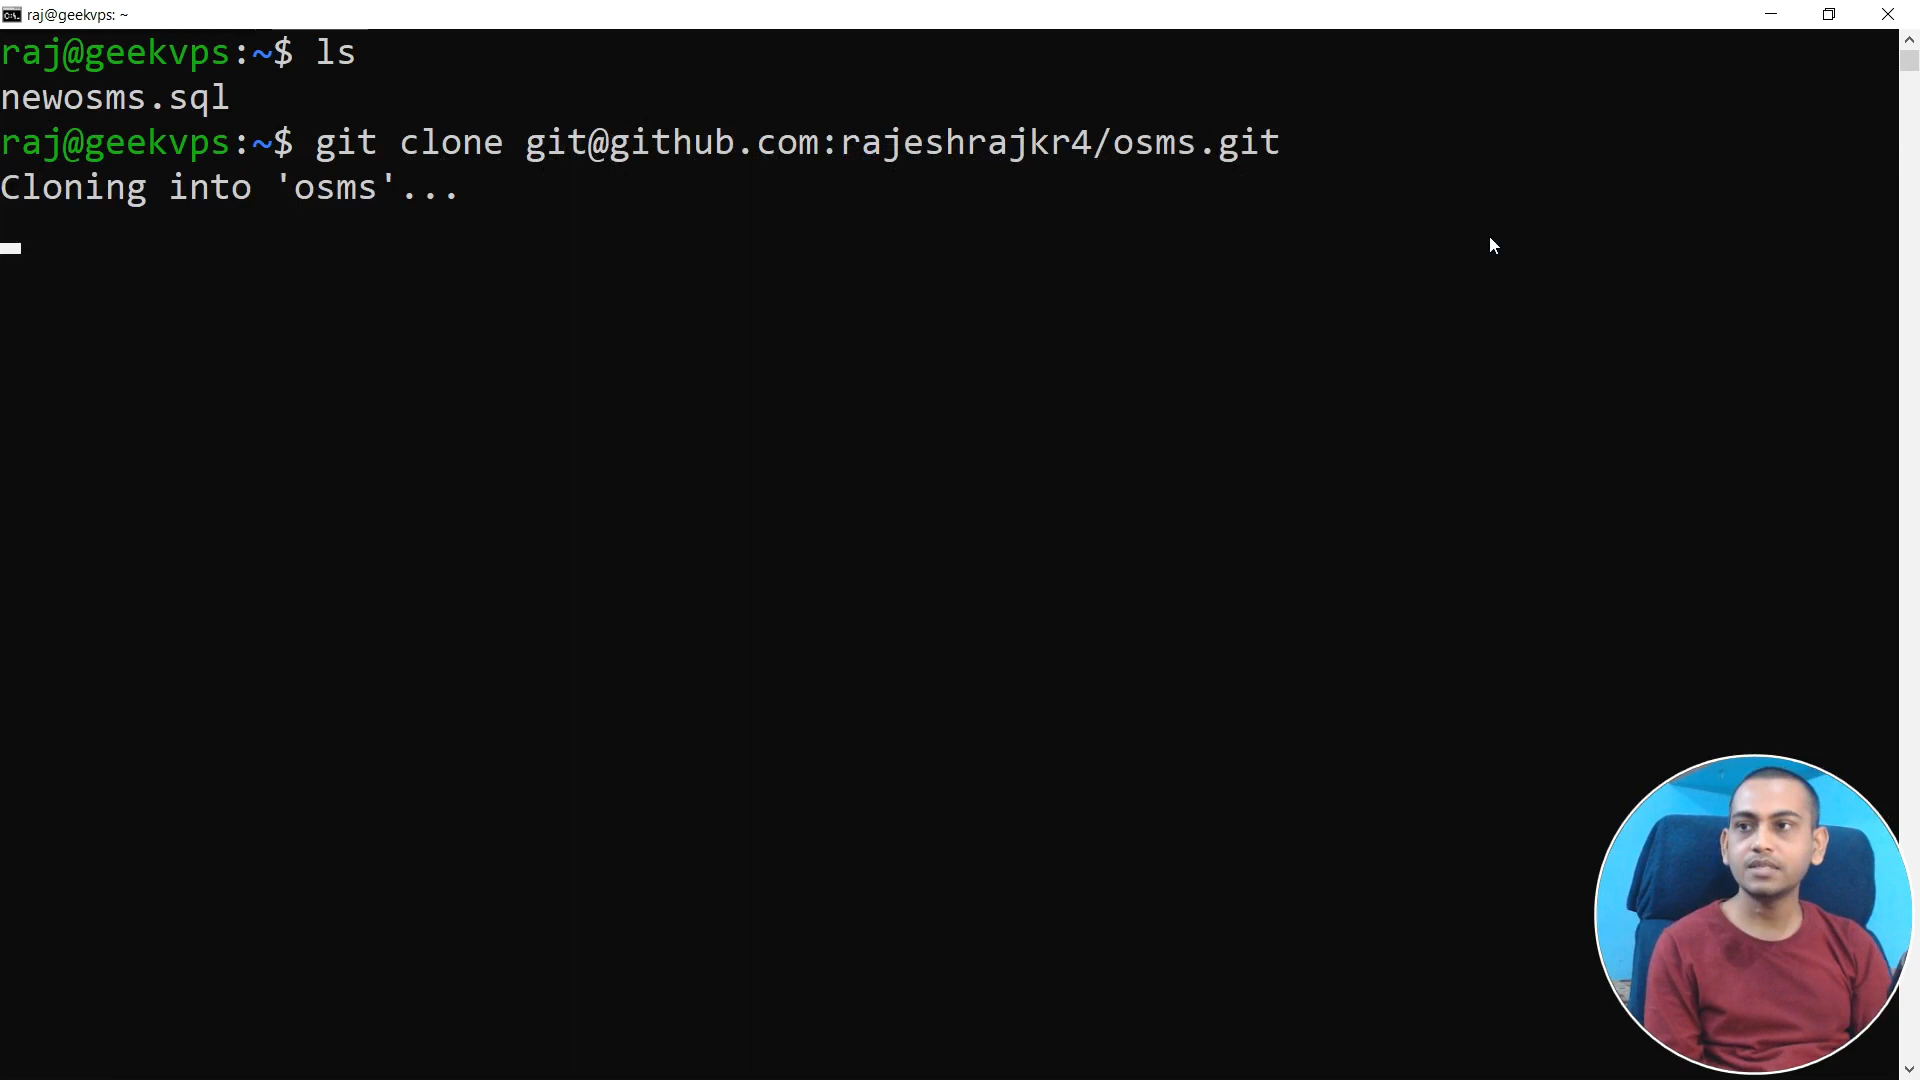 raj@geekvps: ~
raj@geekvps:~$ ls
newosms.sql
raj@geekvps:~$ git clone git@github.com:rajeshrajkr4/osms.git
Cloning into 'osms'...